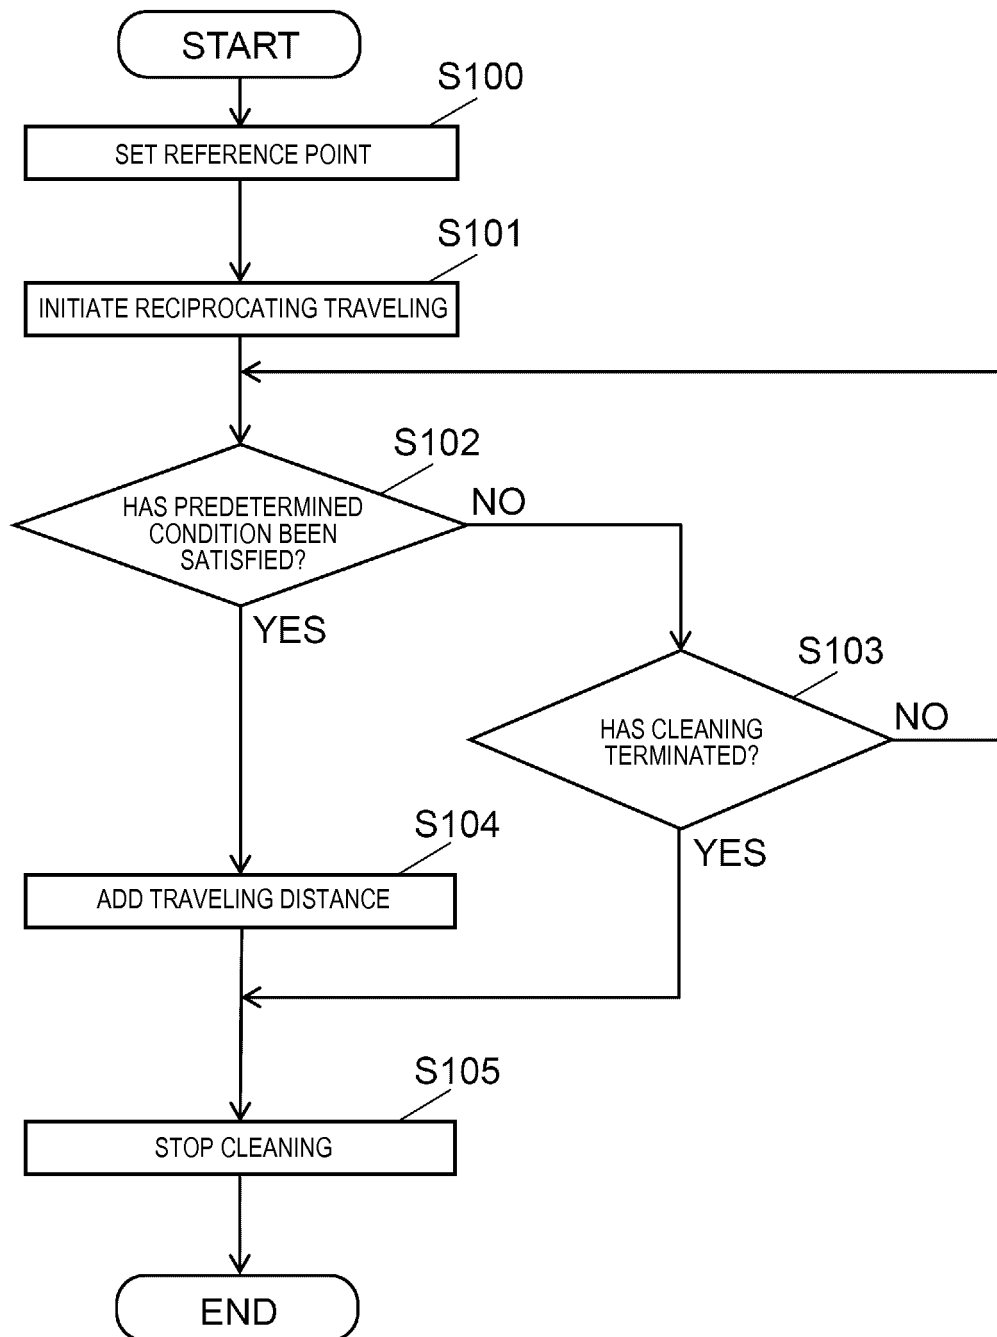 START
S100
SET REFERENCE POINT
S101
INITIATE RECIPROCATING TRAVELING
S102
HAS PREDETERMINED
CONDITION BEEN
SATISFIED?
NO
YES
S103
HAS CLEANING
TERMINATED?
NO
YES
S104
ADD TRAVELING DISTANCE
S105
STOP CLEANING
END